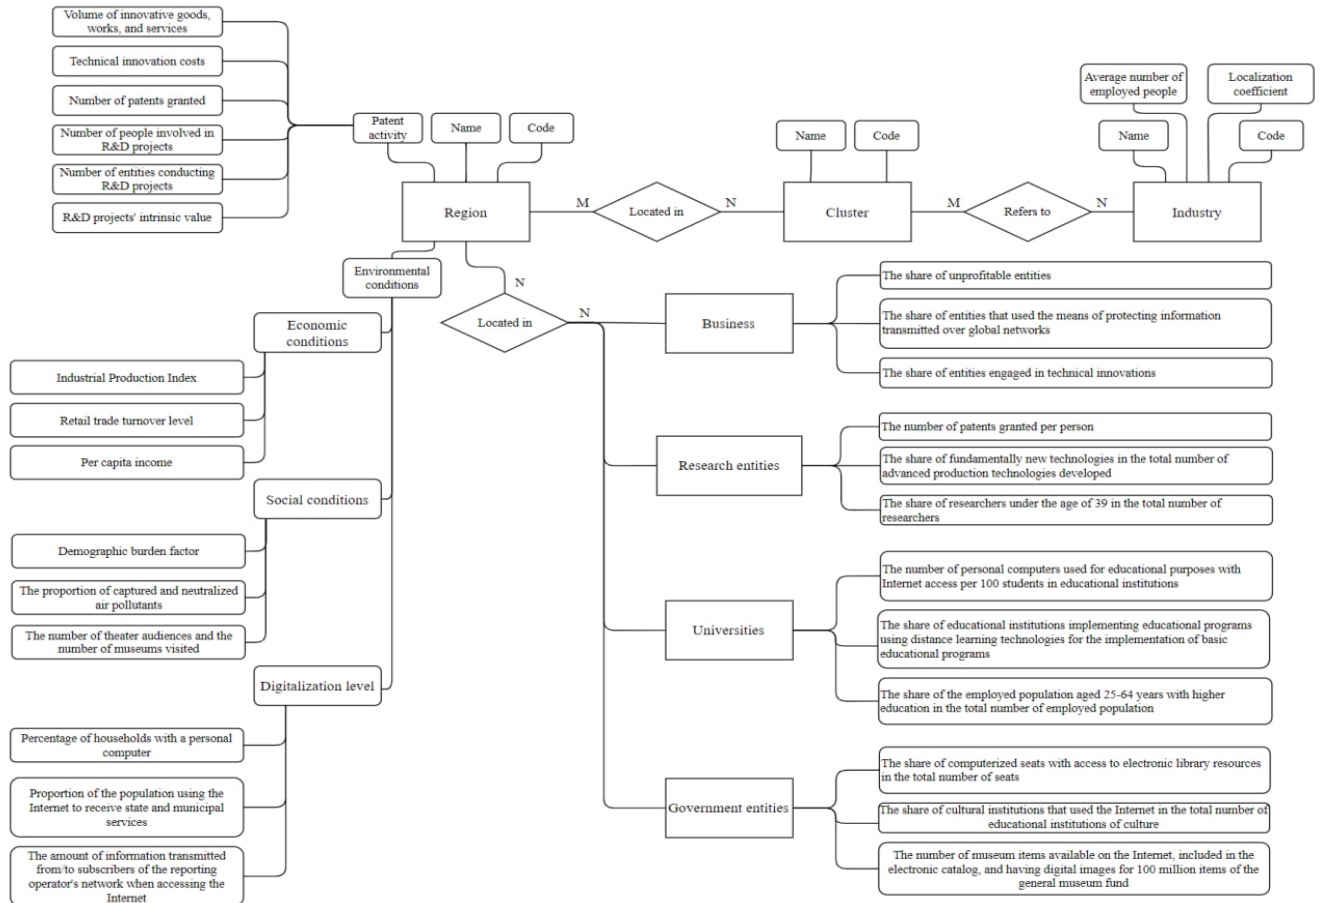 Volume of innovative goods,
works, and services
Technical innovation costs
Number of patents granted
Number of people involved in
R&D projects
Number of entities conducting
R&D projects
R&D projects' intrinsic value
Patent
activity
Name
Code
Region
M
Located in
N
Name
Code
Cluster
M
Refers to
N
Average number of
employed people
Localization
coefficient
Name
Code
Industry
Environmental
conditions
Economic
conditions
Industrial Production Index
Retail trade turnover level
Per capita income
Social conditions
Demographic burden factor
The proportion of captured and neutralized
air pollutants
The number of theater audiences and the
number of museums visited
Digitalization level
Percentage of households with a personal
computer
Proportion of the population using the
Internet to receive state and municipal
services
The amount of information transmitted
from/to subscribers of the reporting
operator's network when accessing the
Internet
N
Located in
N
Business
The share of unprofitable entities
The share of entities that used the means of protecting information
transmitted over global networks
The share of entities engaged in technical innovations
Research entities
The number of patents granted per person
The share of fundamentally new technologies in the total number of
advanced production technologies developed
The share of researchers under the age of 39 in the total number of
researchers
Universities
The number of personal computers used for educational purposes with
Internet access per 100 students in educational institutions
The share of educational institutions implementing educational programs
using distance learning technologies for the implementation of basic
educational programs
The share of the employed population aged 25-64 years with higher
education in the total number of employed population
Government entities
The share of computerized seats with access to electronic library resources
in the total number of seats
The share of cultural institutions that used the Internet in the total number of
educational institutions of culture
The number of museum items available on the Internet, included in the
electronic catalog, and having digital images for 100 million items of the
general museum fund